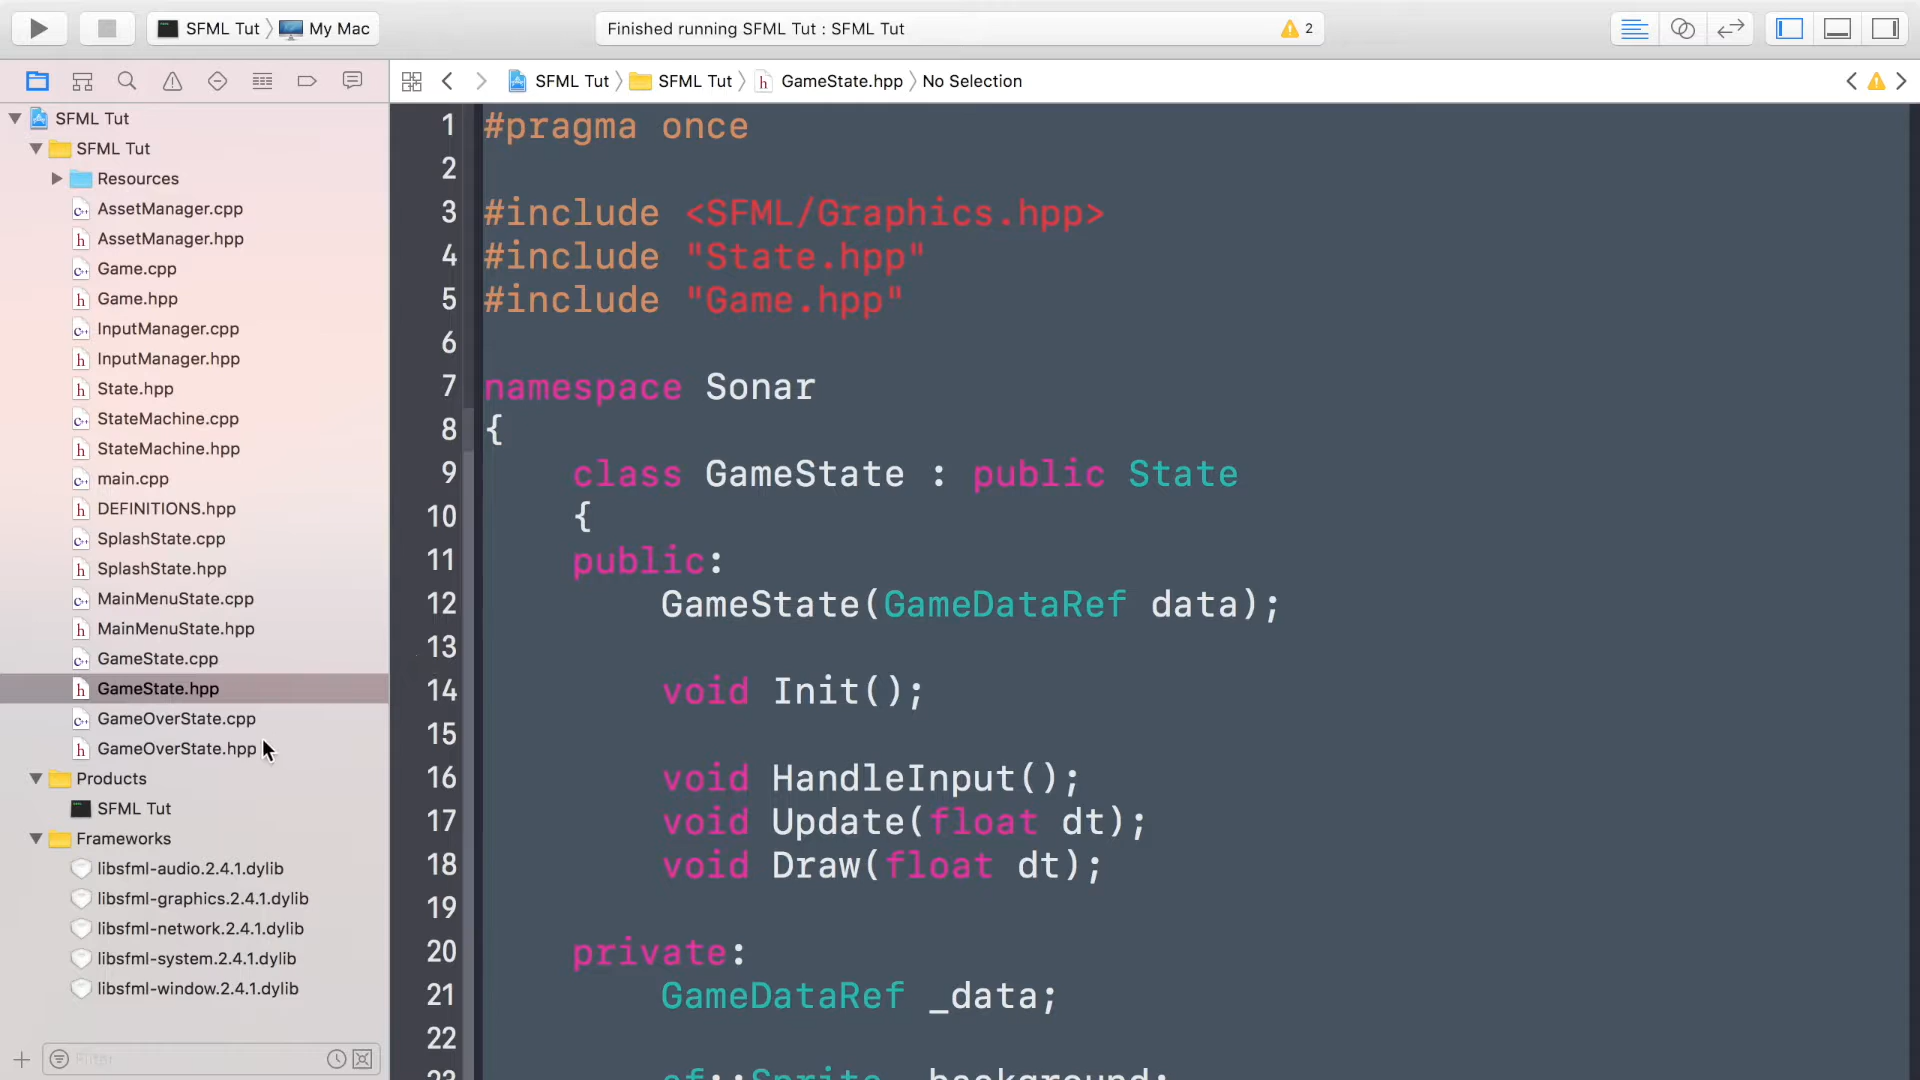 SFML Tut 〉 My Mac
Finished running SFML Tut : SFML Tut
2
SFML Tut 〉 SFML Tut 〉 GameState.hpp 〉 No Selection
SFML Tut
SFML Tut
Resources
AssetManager.cpp
AssetManager.hpp
Game.cpp
Game.hpp
InputManager.cpp
InputManager.hpp
State.hpp
StateMachine.cpp
StateMachine.hpp
main.cpp
DEFINITIONS.hpp
SplashState.cpp
SplashState.hpp
MainMenuState.cpp
MainMenuState.hpp
GameState.cpp
GameState.hpp
GameOverState.cpp
GameOverState.hpp
Products
SFML Tut
Frameworks
libsfml-audio.2.4.1.dylib
libsfml-graphics.2.4.1.dylib
libsfml-network.2.4.1.dylib
libsfml-system.2.4.1.dylib
libsfml-window.2.4.1.dylib
Filter
1 #pragma once
2
3 #include <SFML/Graphics.hpp>
4 #include "State.hpp"
5 #include "Game.hpp"
6
7 namespace Sonar
8 {
9 class GameState : public State
10 {
11 public:
12 GameState(GameDataRef data);
13
14 void Init();
15
16 void HandleInput();
17 void Update(float dt);
18 void Draw(float dt);
19
20 private:
21 GameDataRef _data;
22
23 sf::Sprite _background;